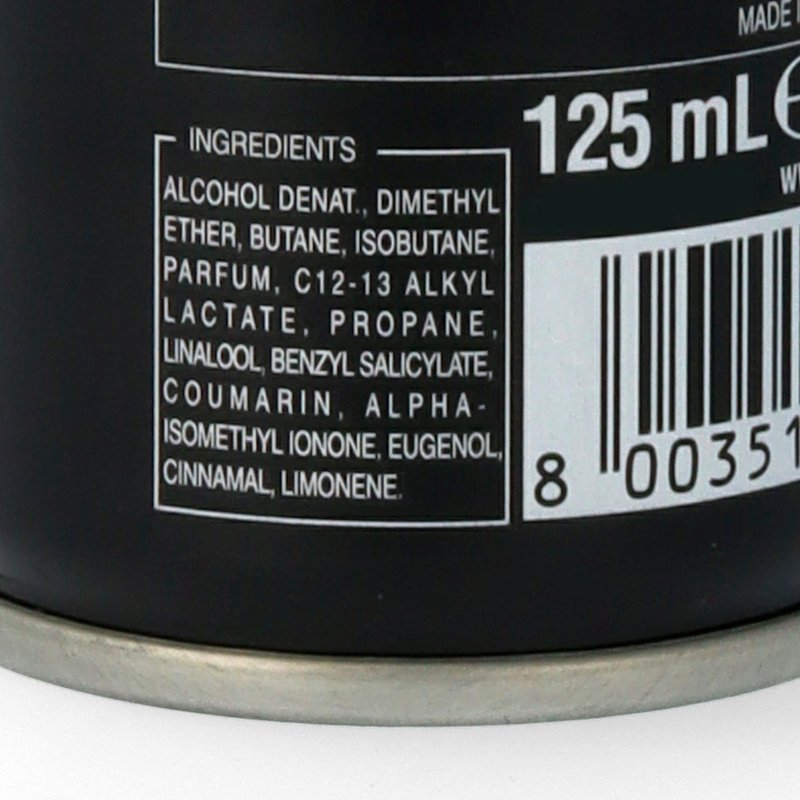 MADE
125 mL
INGREDIENTS
ALCOHOL DENAT., DIMETHYL
ETHER, BUTANE, ISOBUTANE,
PARFUM, C12-13 ALKYL
LACTATE, PROPANE,
LINALOOL, BENZYL SALICYLATE,
COUMARIN, ALPHA-
ISOMETHYL IONONE, EUGENOL,
CINNAMAL, LIMONENE.
8 00351